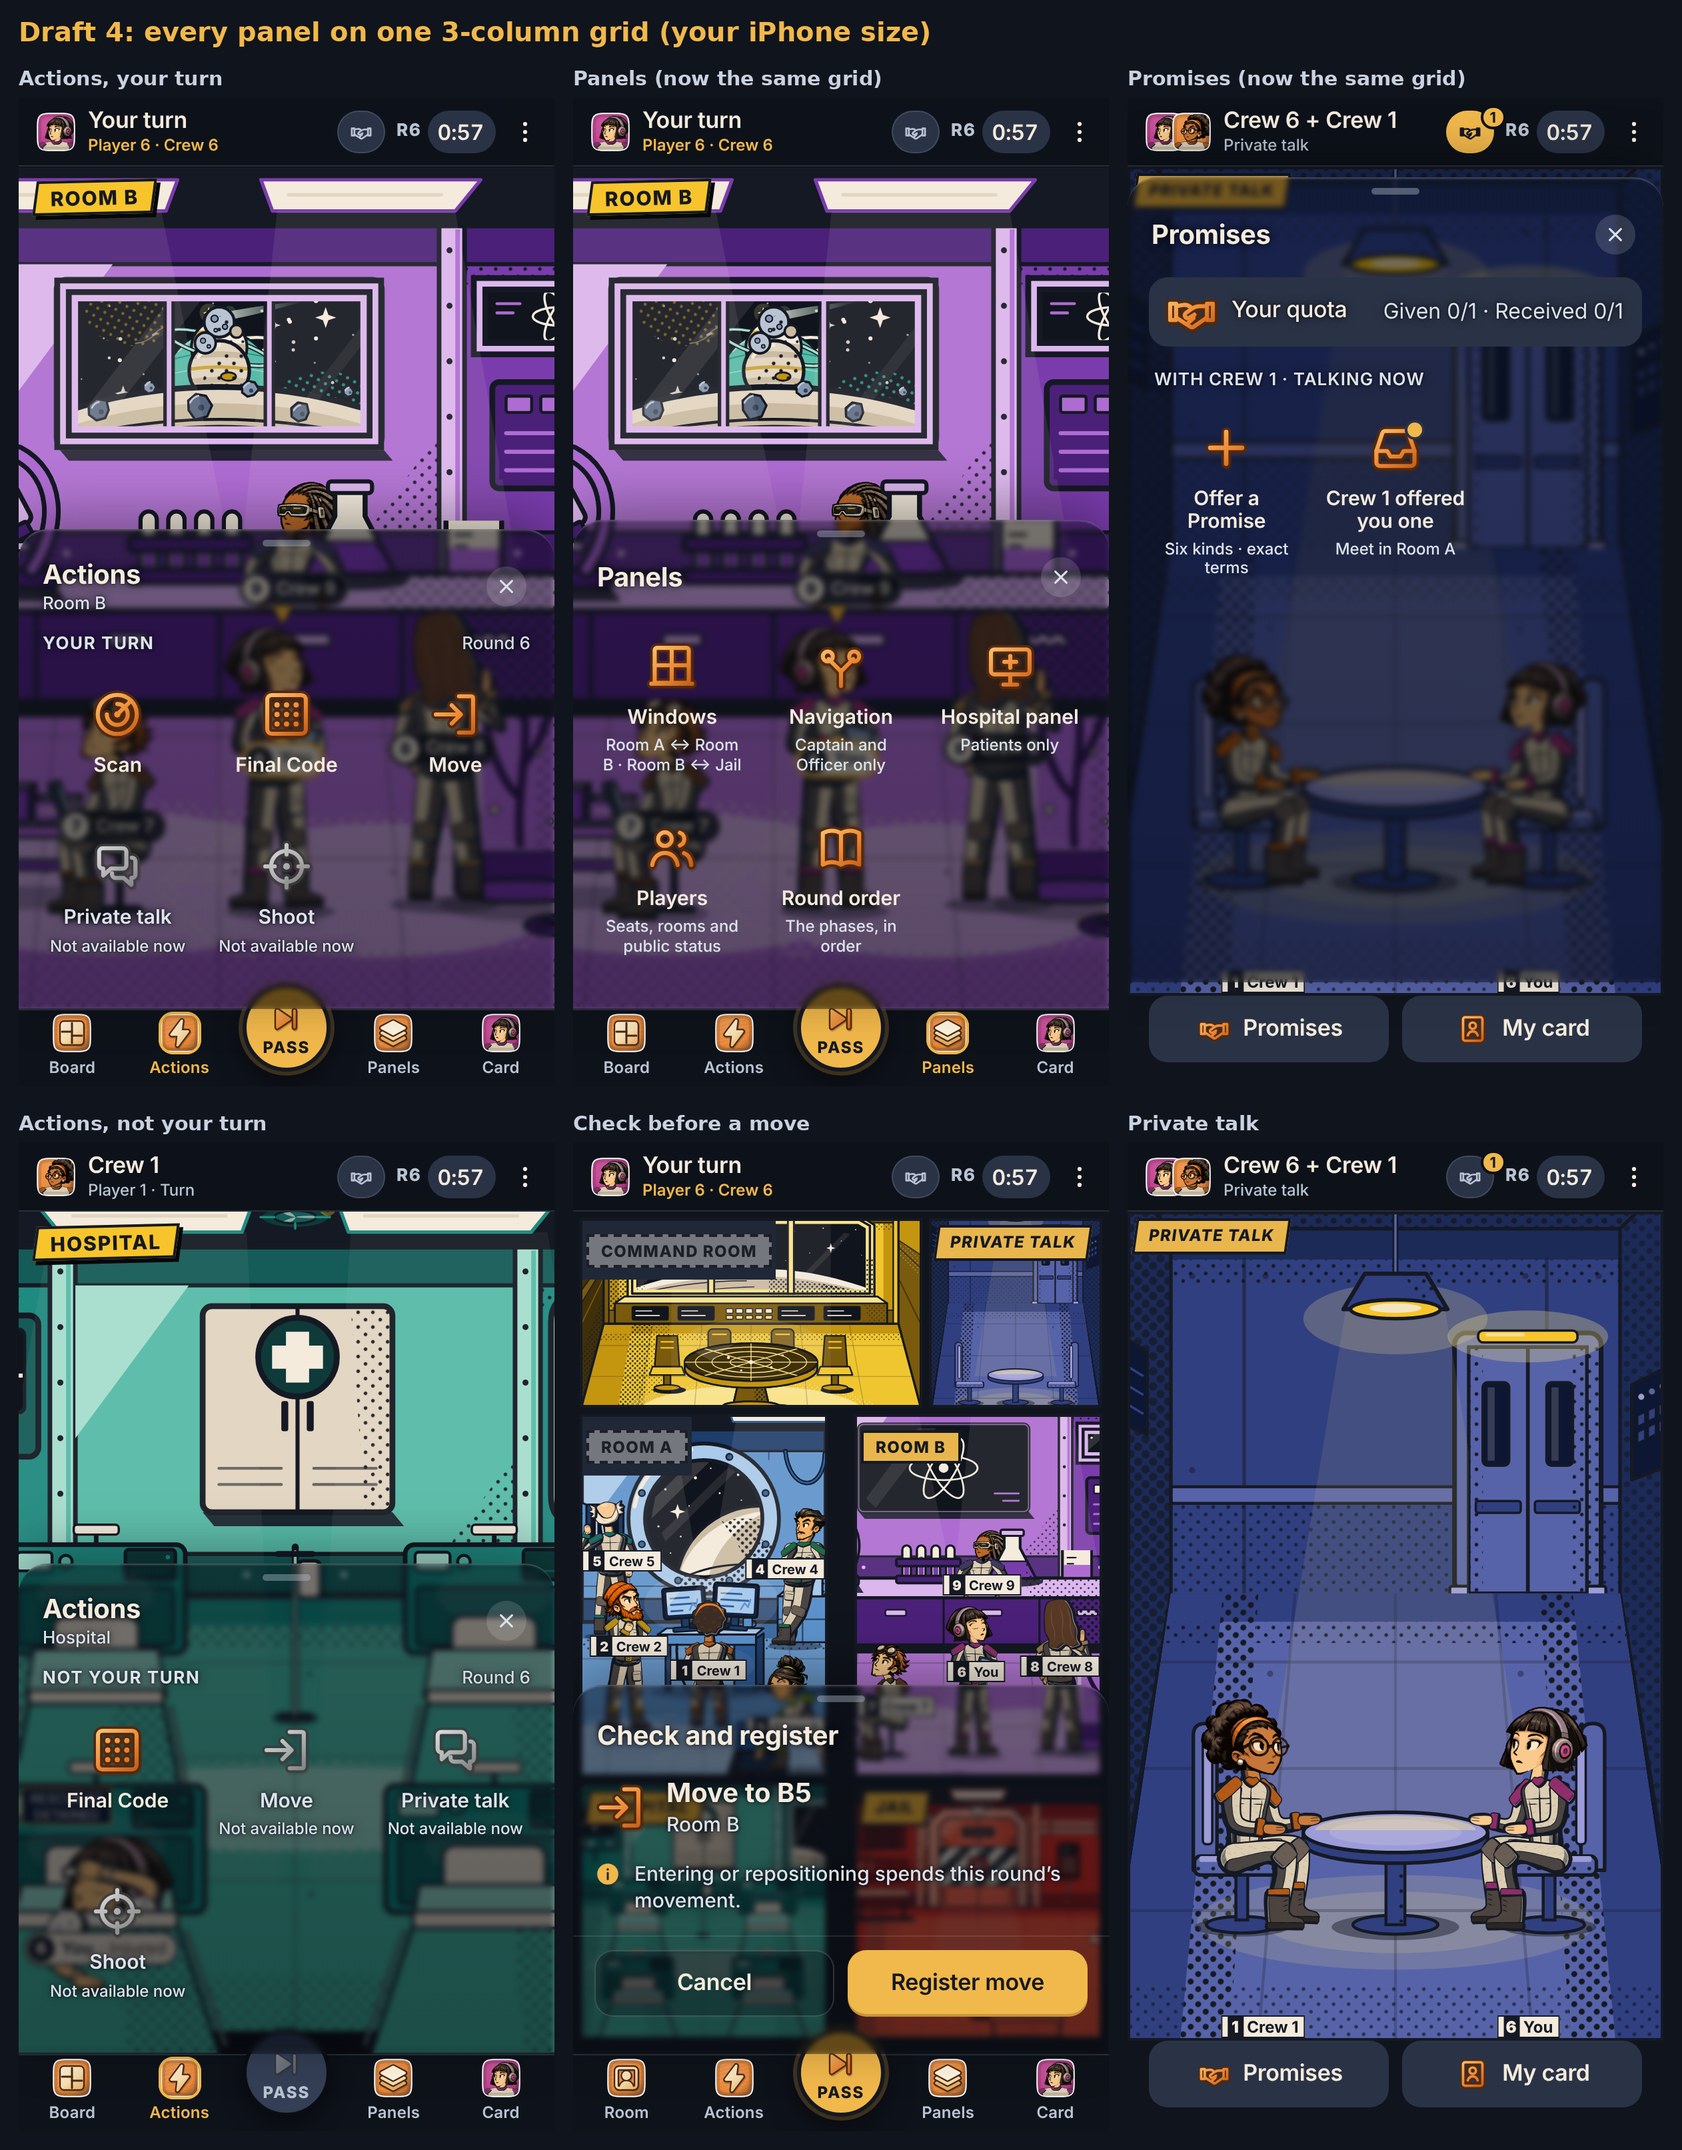 Draft 4: every panel on one 3-column grid (your iPhone size)
Actions, your turn
Your turn
Player 6 · Crew 6
R6
0:57
ROOM B
Actions
Room B
YOUR TURN
Round 6
Scan
Final Code
Move
Private talk
Not available now
Shoot
Not available now
Board
Actions
PASS
Panels
Card
Panels (now the same grid)
Your turn
Player 6 · Crew 6
R6
0:57
ROOM B
Panels
Windows
Room A ↔ Room
B · Room B ↔ Jail
Navigation
Captain and
Officer only
Hospital panel
Patients only
Players
Seats, rooms and
public status
Round order
The phases, in
order
Board
Actions
PASS
Panels
Card
Promises (now the same grid)
Crew 6 + Crew 1
Private talk
1
R6
0:57
PRIVATE TALK
Promises
Your quota
Given 0/1 · Received 0/1
WITH CREW 1 · TALKING NOW
Offer a
Promise
Six kinds · exact
terms
Crew 1 offered
you one
Meet in Room A
1 Crew 1
6 You
Promises
My card
Actions, not your turn
Crew 1
Player 1 · Turn
R6
0:57
HOSPITAL
Actions
Hospital
NOT YOUR TURN
Round 6
Final Code
Move
Not available now
Private talk
Not available now
Shoot
Not available now
Board
Actions
PASS
Panels
Card
Check before a move
Your turn
Player 6 · Crew 6
R6
0:57
COMMAND ROOM
PRIVATE TALK
ROOM A
ROOM B
5 Crew 5
4 Crew 4
9 Crew 9
2 Crew 2
1 Crew 1
6 You
8 Crew 8
Check and register
Move to B5
Room B
JAIL
Entering or repositioning spends this round’s
movement.
Cancel
Register move
Room
Actions
PASS
Panels
Card
Private talk
Crew 6 + Crew 1
Private talk
1
R6
0:57
PRIVATE TALK
1 Crew 1
6 You
Promises
My card